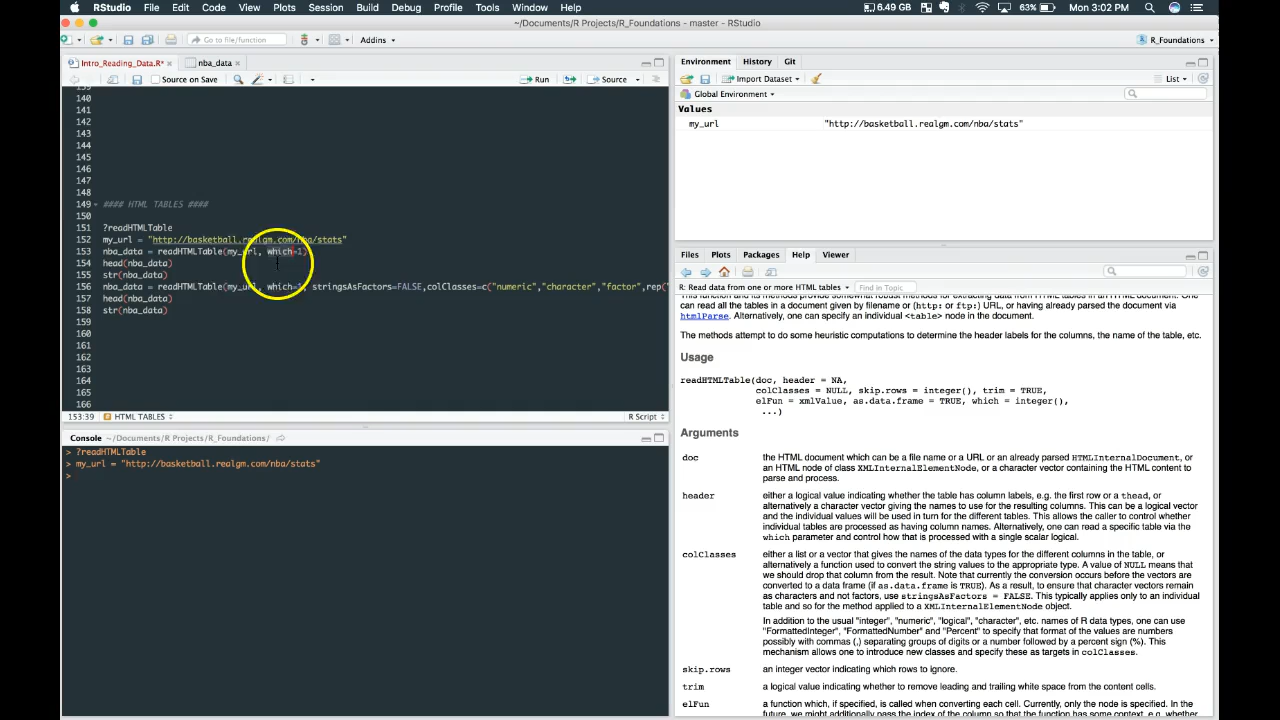 RStudio File Edit Code View Plots Session Build Debug Profile Tools Window Help 6.49 GB 63% Mon 3:02 PM
~/Documents/R Projects/R_Foundations - master - RStudio
Go to file/function Addins R_Foundations
Intro_Reading_Data.R* nba_data
Source on Save Run Source
140
141
142
143
144
145
146
147
148
149 #### HTML TABLES ####
150
151 ?readHTMLTable
152 my_url = "http://basketball.realgm.com/nba/stats"
153 nba_data = readHTMLTable(my_url, which=1)
154 head(nba_data)
155 str(nba_data)
156 nba_data = readHTMLTable(my_url, which=1, stringsAsFactors=FALSE,colClasses=c("numeric","character","factor",rep("
157 head(nba_data)
158 str(nba_data)
159
160
161
162
163
164
165
166
153:39 HTML TABLES R Script
Console ~/Documents/R Projects/R_Foundations/
> ?readHTMLTable
> my_url = "http://basketball.realgm.com/nba/stats"
>
Environment History Git
Import Dataset List
Global Environment
Values
my_url "http://basketball.realgm.com/nba/stats"
Files Plots Packages Help Viewer
R: Read data from one or more HTML tables Find in Topic
can read all the tables in a document given by filename or (http: or ftp:) URL, or having already parsed the document via
htmlParse. Alternatively, one can specify an individual <table> node in the document.
The methods attempt to do some heuristic computations to determine the header labels for the columns, the name of the table, etc.
Usage
readHTMLTable(doc, header = NA,
colClasses = NULL, skip.rows = integer(), trim = TRUE,
elFun = xmlValue, as.data.frame = TRUE, which = integer(),
...)
Arguments
doc the HTML document which can be a file name or a URL or an already parsed HTMLInternalDocument, or
an HTML node of class XMLInternalElementNode, or a character vector containing the HTML content to
parse and process.
header either a logical value indicating whether the table has column labels, e.g. the first row or a thead, or
alternatively a character vector giving the names to use for the resulting columns. This can be a logical vector
and the individual values will be used in turn for the different tables. This allows the caller to control whether
individual tables are processed as having column names. Alternatively, one can read a specific table via the
which parameter and control how that is processed with a single scalar logical.
colClasses either a list or a vector that gives the names of the data types for the different columns in the table, or
alternatively a function used to convert the string values to the appropriate type. A value of NULL means that
we should drop that column from the result. Note that currently the conversion occurs before the vectors are
converted to a data frame (if as.data.frame is TRUE). As a result, to ensure that character vectors remain
as characters and not factors, use stringsAsFactors = FALSE. This typically applies only to an individual
table and so for the method applied to a XMLInternalElementNode object.
In addition to the usual "integer", "numeric", "logical", "character", etc. names of R data types, one can use
"FormattedInteger", "FormattedNumber" and "Percent" to specify that format of the values are numbers
possibly with commas (,) separating groups of digits or a number followed by a percent sign (%). This
mechanism allows one to introduce new classes and specify these as targets in colClasses.
skip.rows an integer vector indicating which rows to ignore.
trim a logical value indicating whether to remove leading and trailing white space from the content cells.
elFun a function which, if specified, is called when converting each cell. Currently, only the node is specified. In the